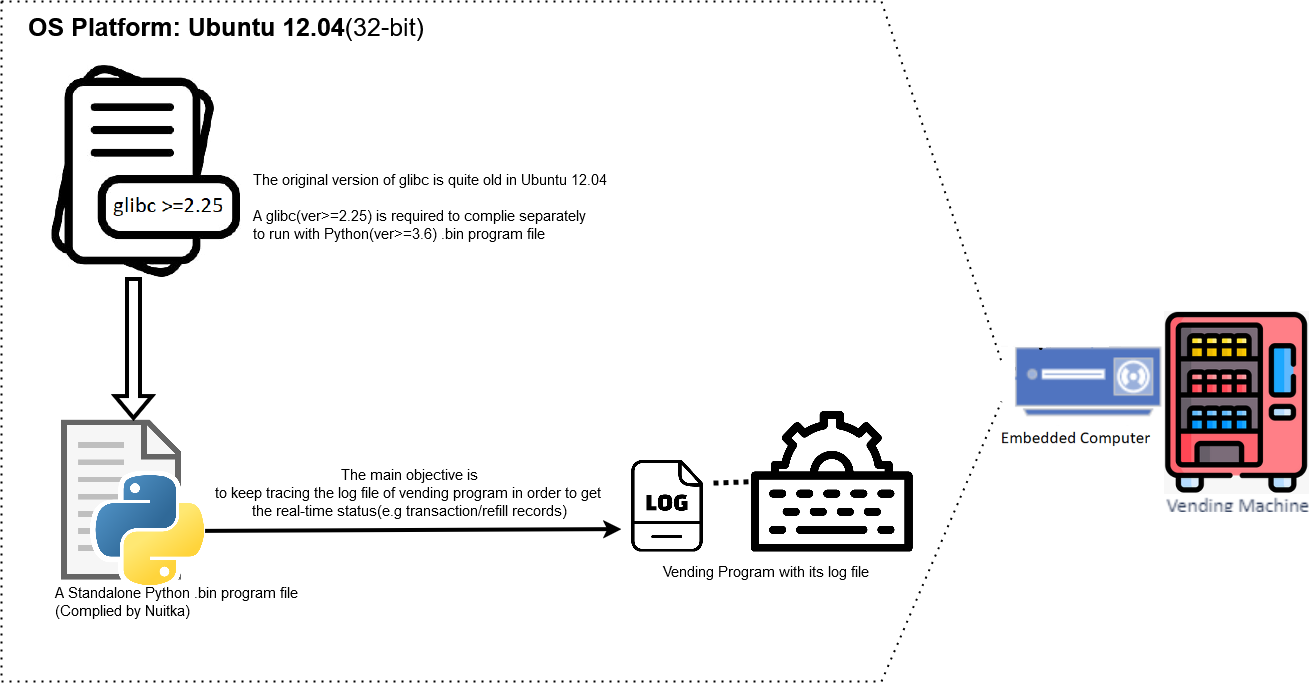 OS Platform: Ubuntu 12.04(32-bit)
glibc >=2.25
The original version of glibc is quite old in Ubuntu 12.04
A glibc(ver>=2.25) is required to complie separately
to run with Python(ver>=3.6) .bin program file
The main objective is
to keep tracing the log file of vending program in order to get
the real-time status(e.g transaction/refill records)
LOG
Vending Program with its log file
A Standalone Python .bin program file
(Complied by Nuitka)
Embedded Computer
Vending Machine